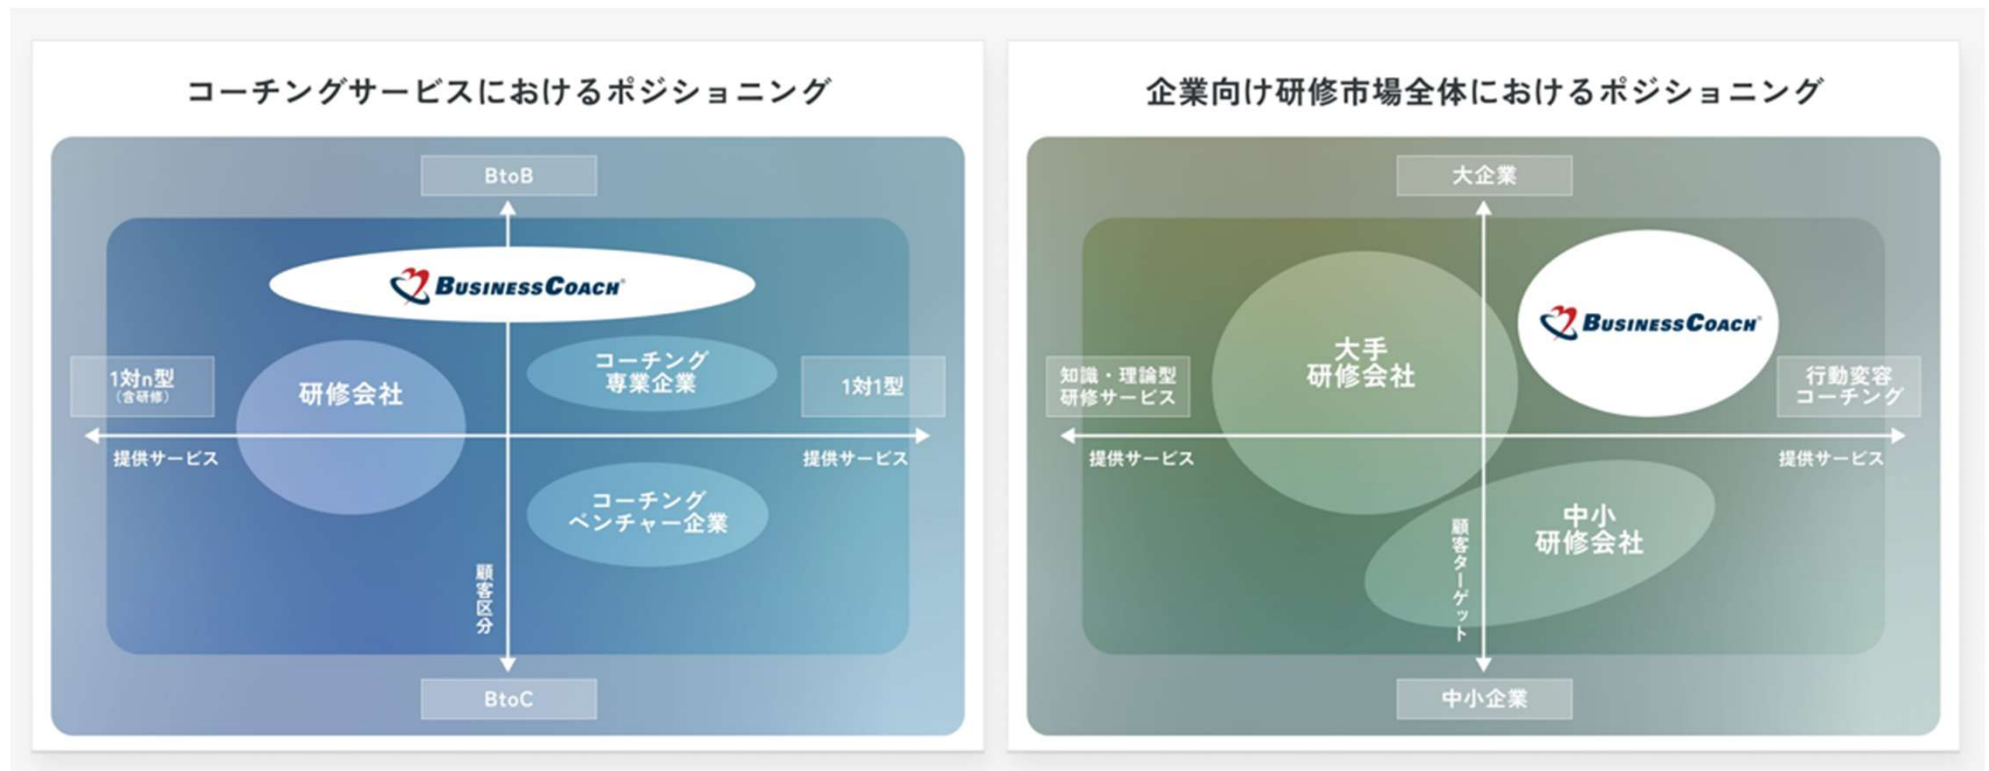 コーチングサービスにおけるポジショニング
BtoB
BUSINESSCOACH®
コーチング
専業企業
研修会社
1対n型
（含研修）
1対1型
提供サービス
提供サービス
コーチング
ベンチャー企業
顧客区分
BtoC
企業向け研修市場全体におけるポジショニング
大企業
BUSINESSCOACH®
大手
研修会社
知識・理論型
研修サービス
行動変容
コーチング
提供サービス
提供サービス
中小
研修会社
顧客ターゲット
中小企業